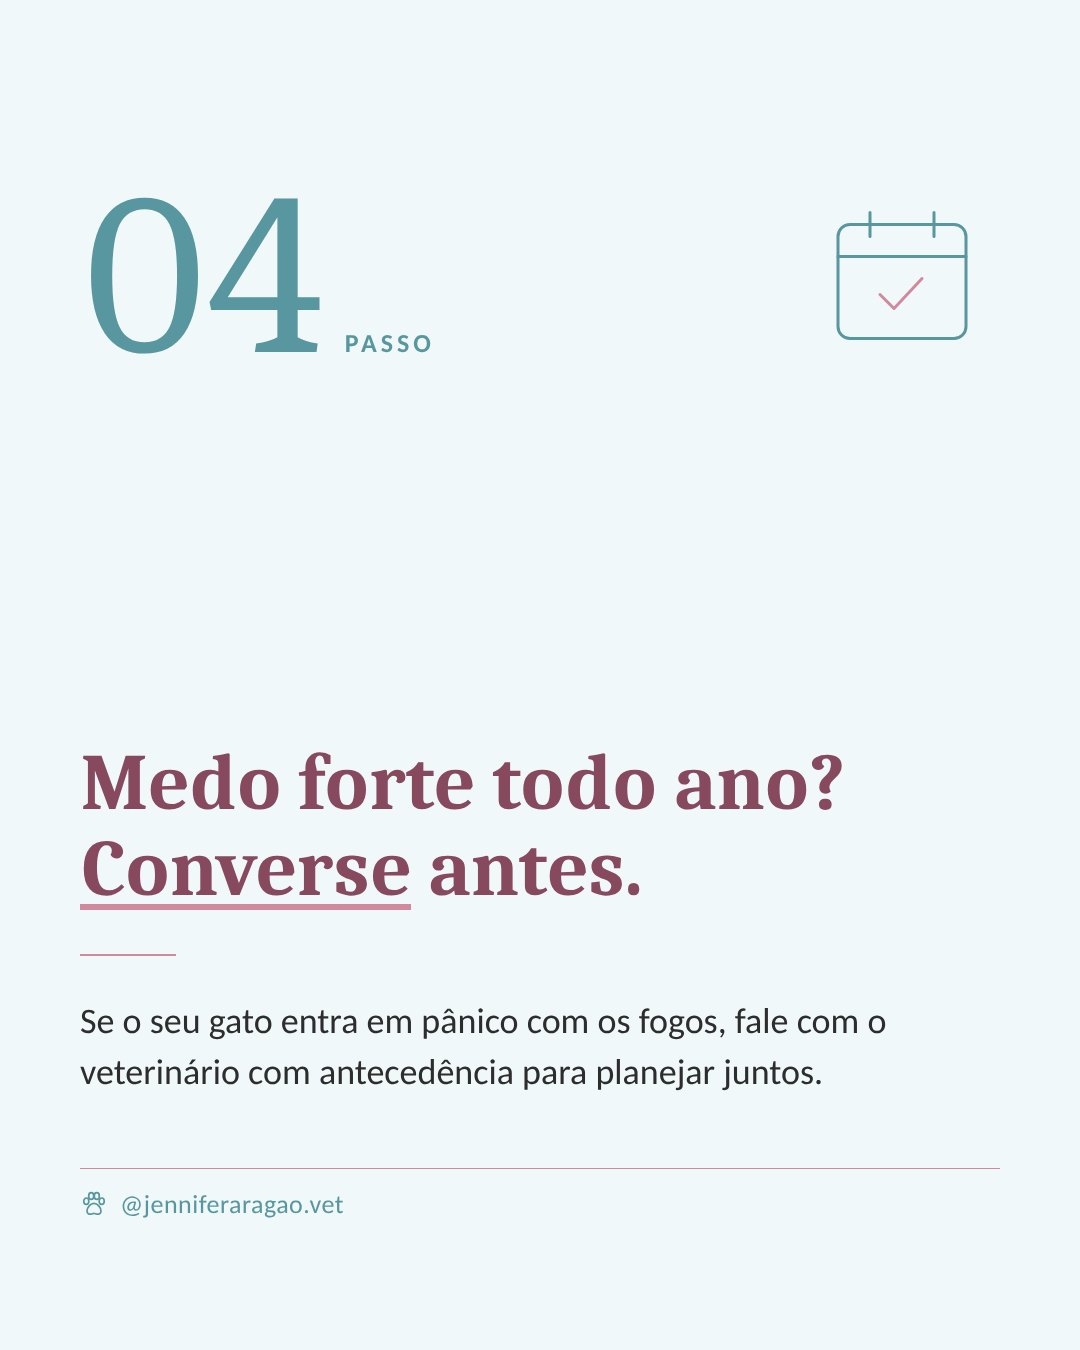 04 PASSO
Medo forte todo ano?
Converse antes.
Se o seu gato entra em pânico com os fogos, fale com o
veterinário com antecedência para planejar juntos.
@jenniferaragao.vet